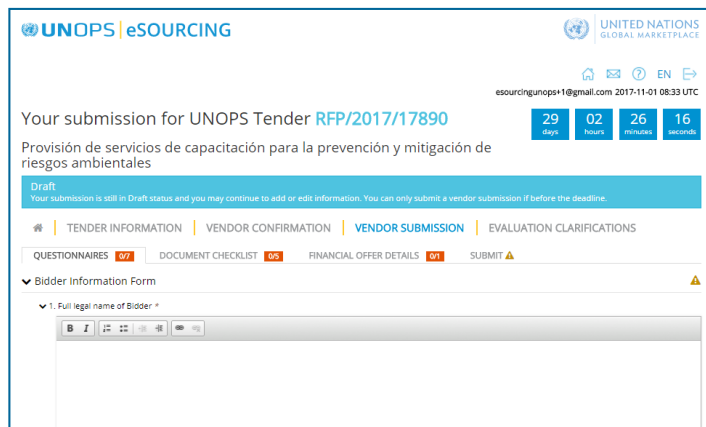 UNOPS eSOURCING
UNITED NATIONS
GLOBAL MARKETPLACE
EN
esourcingunops+1@gmail.com 2017-11-01 08:33 UTC
Your submission for UNOPS Tender RFP/2017/17890
29 02 26 16
days hours minutes seconds
Provisión de servicios de capacitación para la prevención y mitigación de
riesgos ambientales
Draft
Your submission is still in Draft status and you may continue to add or edit information. You can only submit a vendor submission if before the deadline.
TENDER INFORMATION VENDOR CONFIRMATION VENDOR SUBMISSION EVALUATION CLARIFICATIONS
QUESTIONNAIRES 0/7 DOCUMENT CHECKLIST 0/5 FINANCIAL OFFER DETAILS 0/1 SUBMIT
Bidder Information Form
1. Full legal name of Bidder *
B I